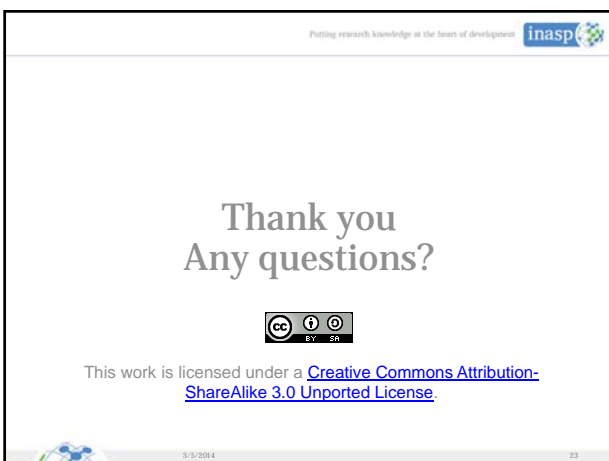 Putting research knowledge at the heart of development
inasp
Thank you
Any questions?
cc
BY SA
This work is licensed under a Creative Commons Attribution-
ShareAlike 3.0 Unported License.
3/5/2014
23